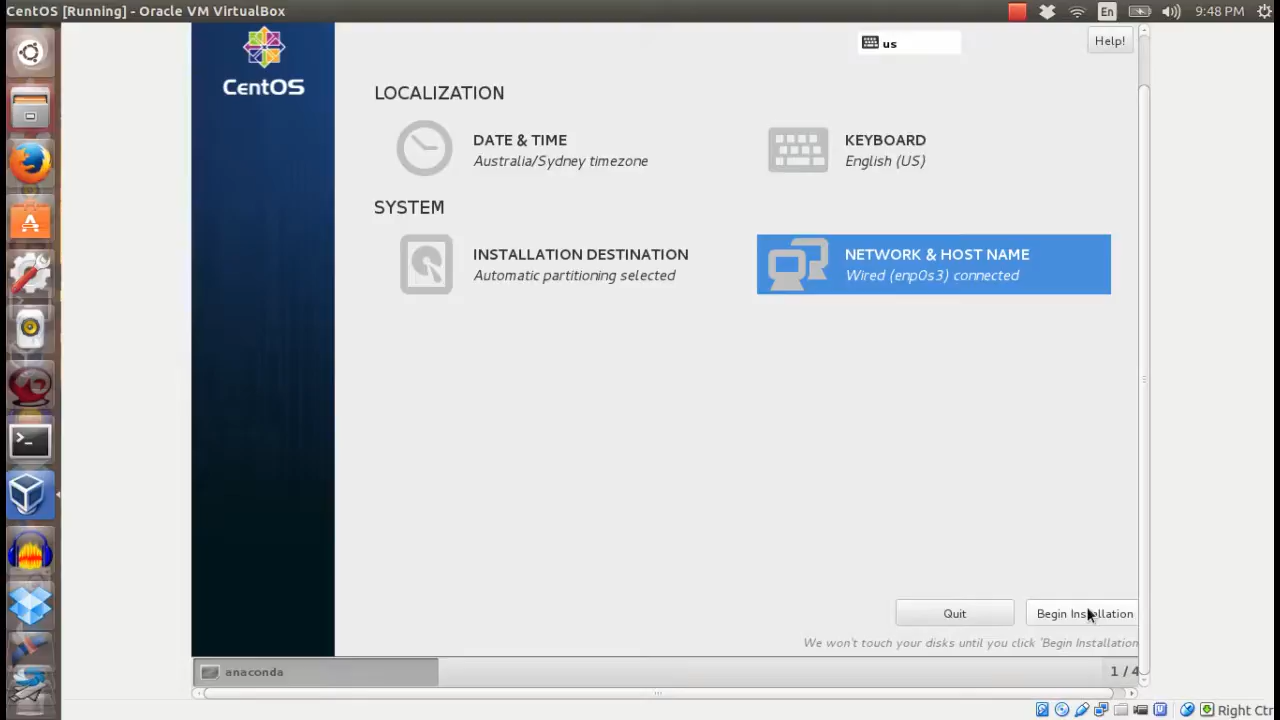 CentOS [Running] - Oracle VM VirtualBox
En
9:48 PM
us
Help!
CentOS
LOCALIZATION
DATE & TIME
Australia/Sydney timezone
KEYBOARD
English (US)
SYSTEM
INSTALLATION DESTINATION
Automatic partitioning selected
NETWORK & HOST NAME
Wired (enp0s3) connected
Quit
Begin Installation
We won't touch your disks until you click 'Begin Installation
anaconda
1 / 4
Right Ctr